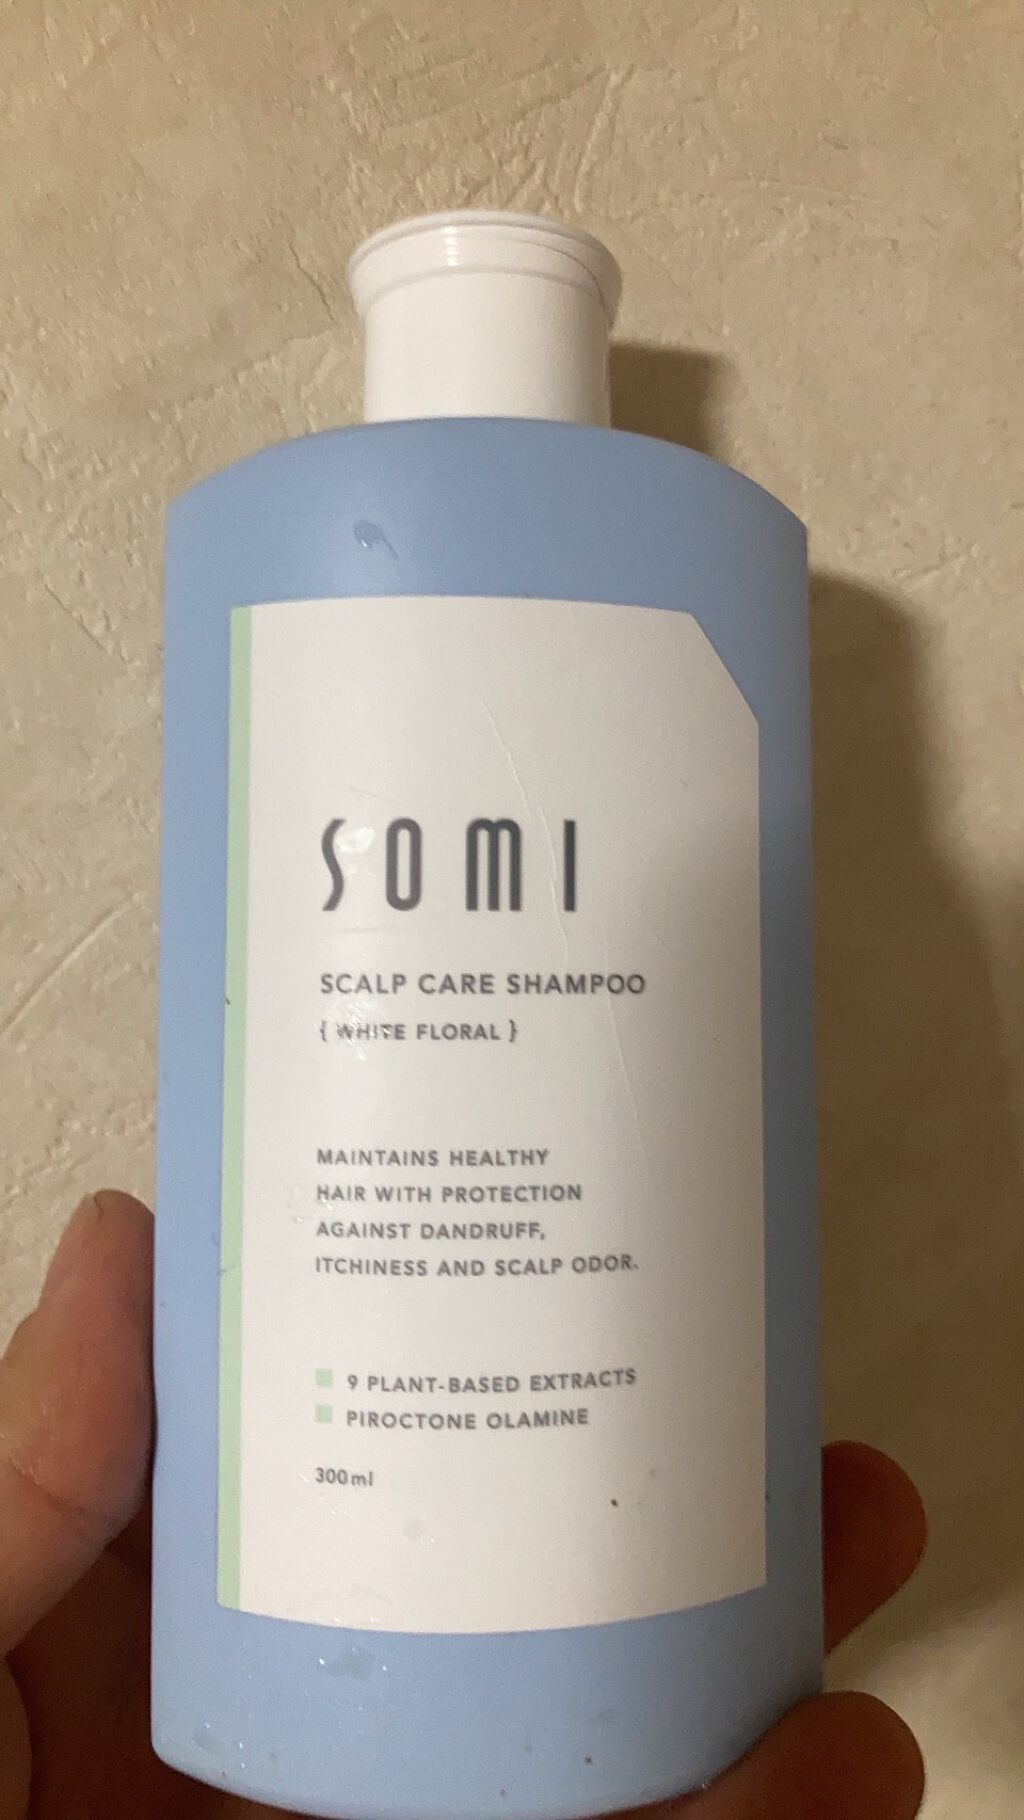 SOMI
SCALP CARE SHAMPOO
{ WHITE FLORAL }
MAINTAINS HEALTHY
HAIR WITH PROTECTION
AGAINST DANDRUFF,
ITCHINESS AND SCALP ODOR.
9 PLANT-BASED EXTRACTS
PIROCTONE OLAMINE
300ml